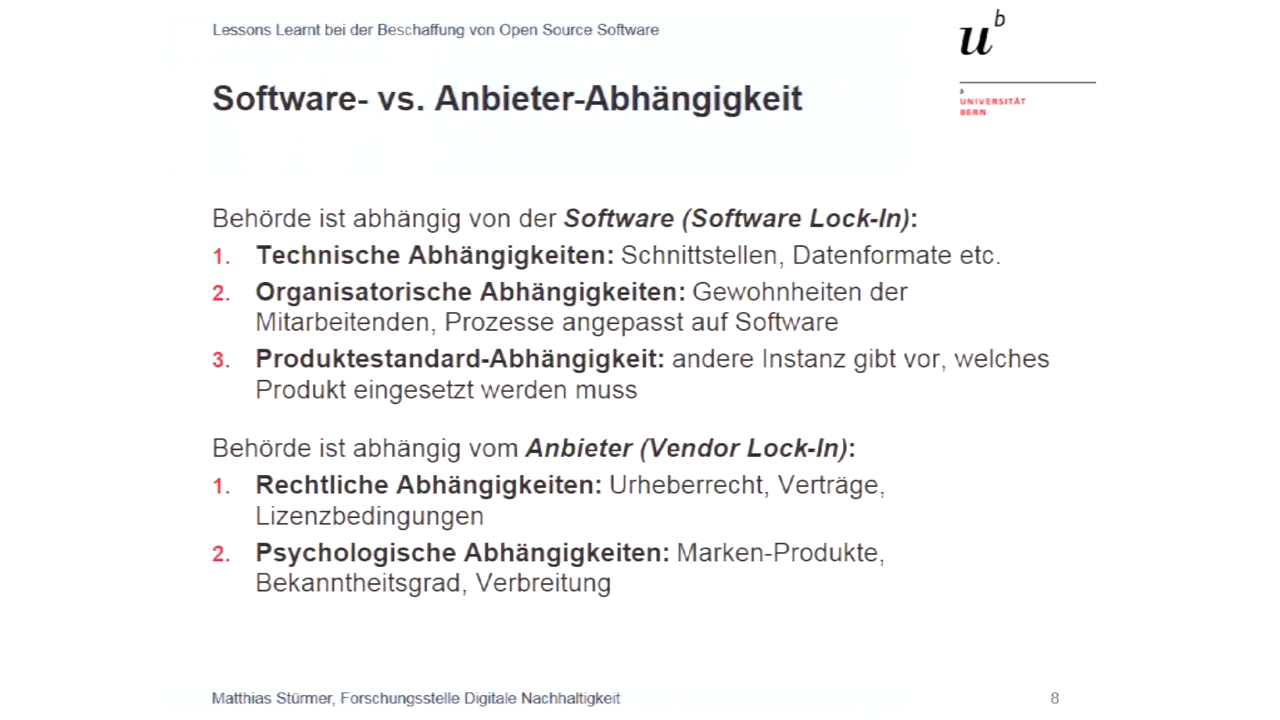 Lessons Learnt bei der Beschaffung von Open Source Software
u b
b
UNIVERSITÄT
BERN
Software- vs. Anbieter-Abhängigkeit
Behörde ist abhängig von der Software (Software Lock-In):
1. Technische Abhängigkeiten: Schnittstellen, Datenformate etc.
2. Organisatorische Abhängigkeiten: Gewohnheiten der
Mitarbeitenden, Prozesse angepasst auf Software
3. Produktestandard-Abhängigkeit: andere Instanz gibt vor, welches
Produkt eingesetzt werden muss
Behörde ist abhängig vom Anbieter (Vendor Lock-In):
1. Rechtliche Abhängigkeiten: Urheberrecht, Verträge,
Lizenzbedingungen
2. Psychologische Abhängigkeiten: Marken-Produkte,
Bekanntheitsgrad, Verbreitung
Matthias Stürmer, Forschungsstelle Digitale Nachhaltigkeit
8